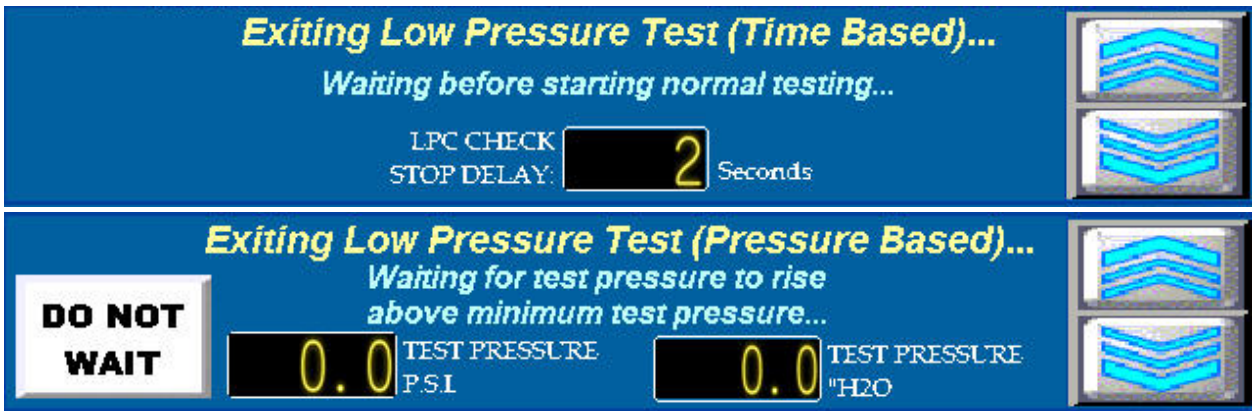 Exiting Low Pressure Test (Time Based)...
Waiting before starting normal testing...
LPC CHECK
STOP DELAY: 2 Seconds
Exiting Low Pressure Test (Pressure Based)...
Waiting for test pressure to rise
above minimum test pressure...
DO NOT
WAIT
0.0 TEST PRESSURE
P.S.I.
0.0 TEST PRESSURE
"H2O